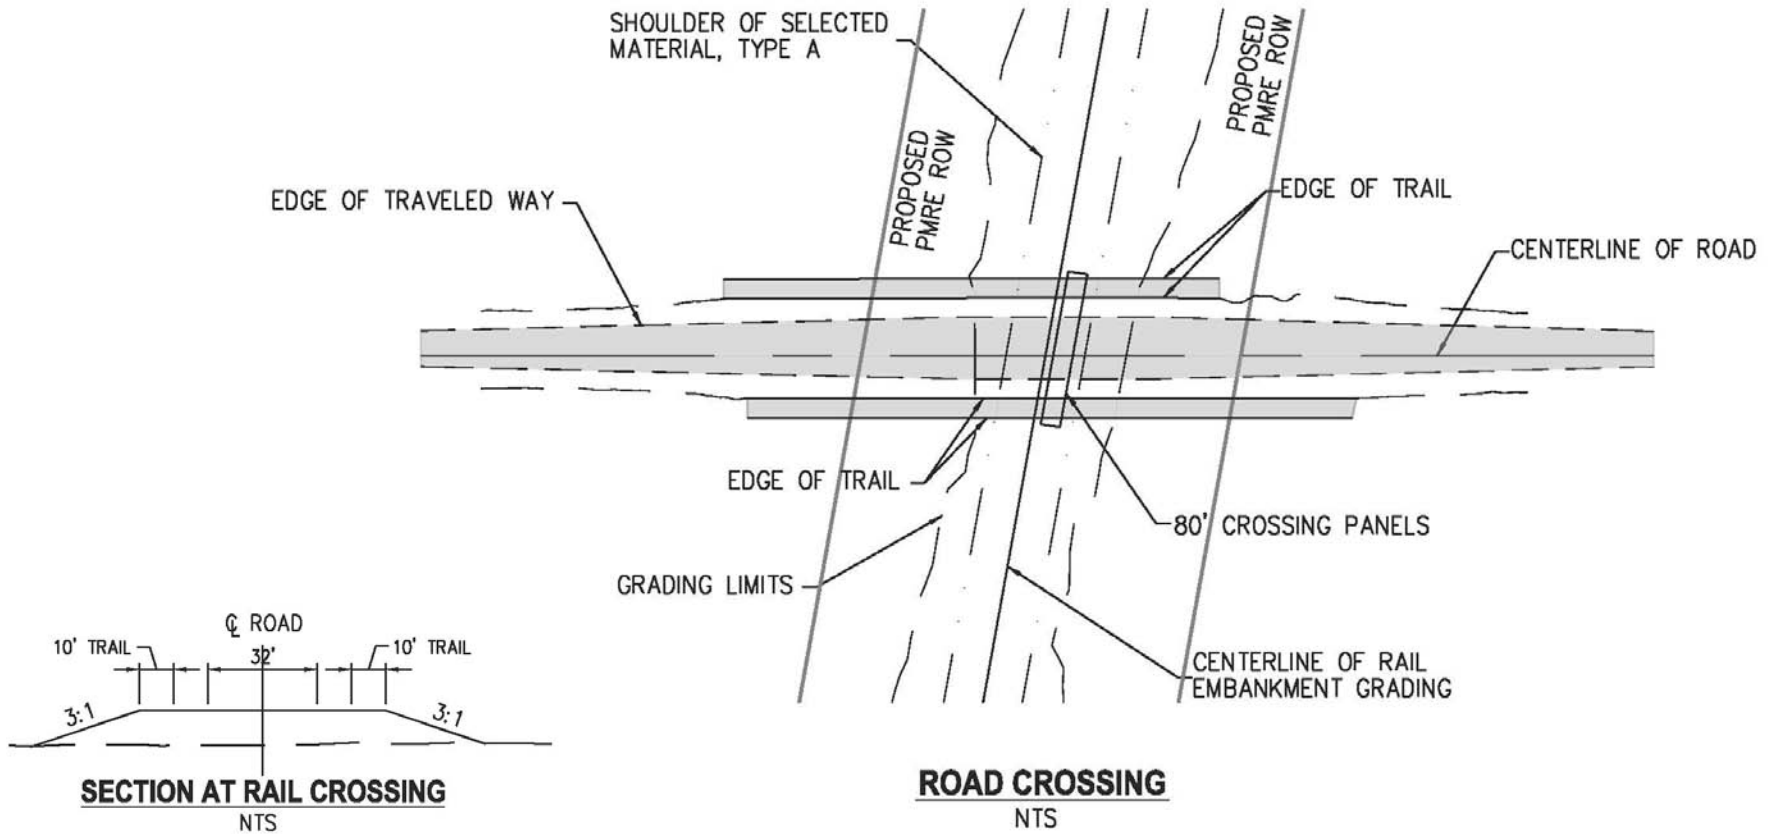 SHOULDER OF SELECTED
MATERIAL, TYPE A
PROPOSED
PMRE ROW
PROPOSED
PMRE ROW
EDGE OF TRAVELED WAY
EDGE OF TRAIL
CENTERLINE OF ROAD
EDGE OF TRAIL
80' CROSSING PANELS
GRADING LIMITS
CENTERLINE OF RAIL
EMBANKMENT GRADING
℄ ROAD
10' TRAIL
32'
10' TRAIL
3:1
3:1
SECTION AT RAIL CROSSING
NTS
ROAD CROSSING
NTS